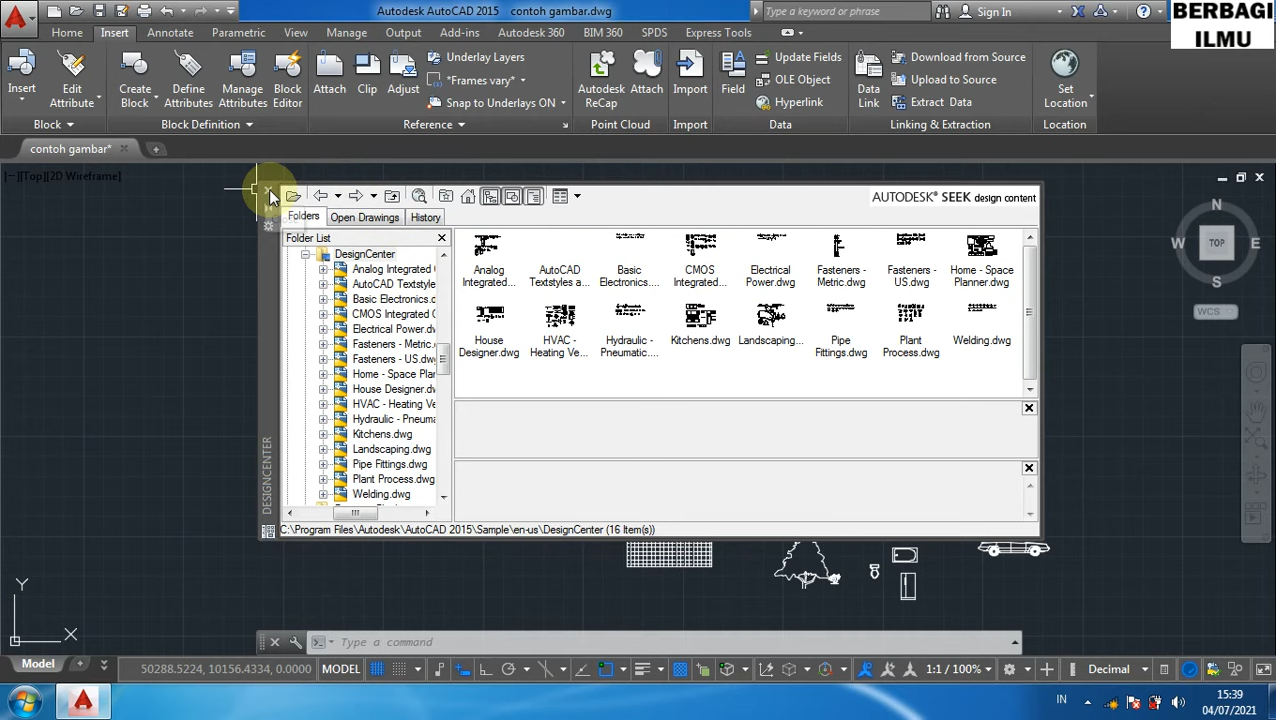 Autodesk AutoCAD 2015 contoh gambar.dwg
Type a keyword or phrase
Sign In
BERBAGI
ILMU
Home Insert Annotate Parametric View Manage Output Add-ins Autodesk 360 BIM 360 SPDS Express Tools
Insert
Edit
Attribute
Create
Block
Define
Attributes
Manage
Attributes
Block
Editor
Attach
Clip
Adjust
Underlay Layers
*Frames vary*
Snap to Underlays ON
Autodesk
ReCap
Attach
Import
Field
Update Fields
OLE Object
Hyperlink
Data
Link
Download from Source
Upload to Source
Extract Data
Set
Location
Block
Block Definition
Reference
Point Cloud
Import
Data
Linking & Extraction
Location
contoh gambar*
[−][Top][2D Wireframe]
AUTODESK® SEEK design content
Folders Open Drawings History
Folder List
DesignCenter
Analog Integrated
AutoCAD Textstyle
Basic Electronics.
CMOS Integrated
Electrical Power.dw
Fasteners - Metric.
Fasteners - US.dw
Home - Space Plar
House Designer.dw
HVAC - Heating Ve
Hydraulic - Pneuma
Kitchens.dwg
Landscaping.dwg
Pipe Fittings.dwg
Plant Process.dwg
Welding.dwg
Analog
Integrated...
AutoCAD
Textstyles a...
Basic
Electronics....
CMOS
Integrated...
Electrical
Power.dwg
Fasteners -
Metric.dwg
Fasteners -
US.dwg
Home - Space
Planner.dwg
House
Designer.dwg
HVAC -
Heating Ve...
Hydraulic -
Pneumatic....
Kitchens.dwg
Landscaping...
Pipe
Fittings.dwg
Plant
Process.dwg
Welding.dwg
DESIGNCENTER
C:\Program Files\Autodesk\AutoCAD 2015\Sample\en-us\DesignCenter (16 Item(s))
N
W TOP E
S
WCS
Y
X
Type a command
Model
50288.5224, 10156.4334, 0.0000 MODEL
1:1 / 100%
Decimal
IN
15:39
04/07/2021